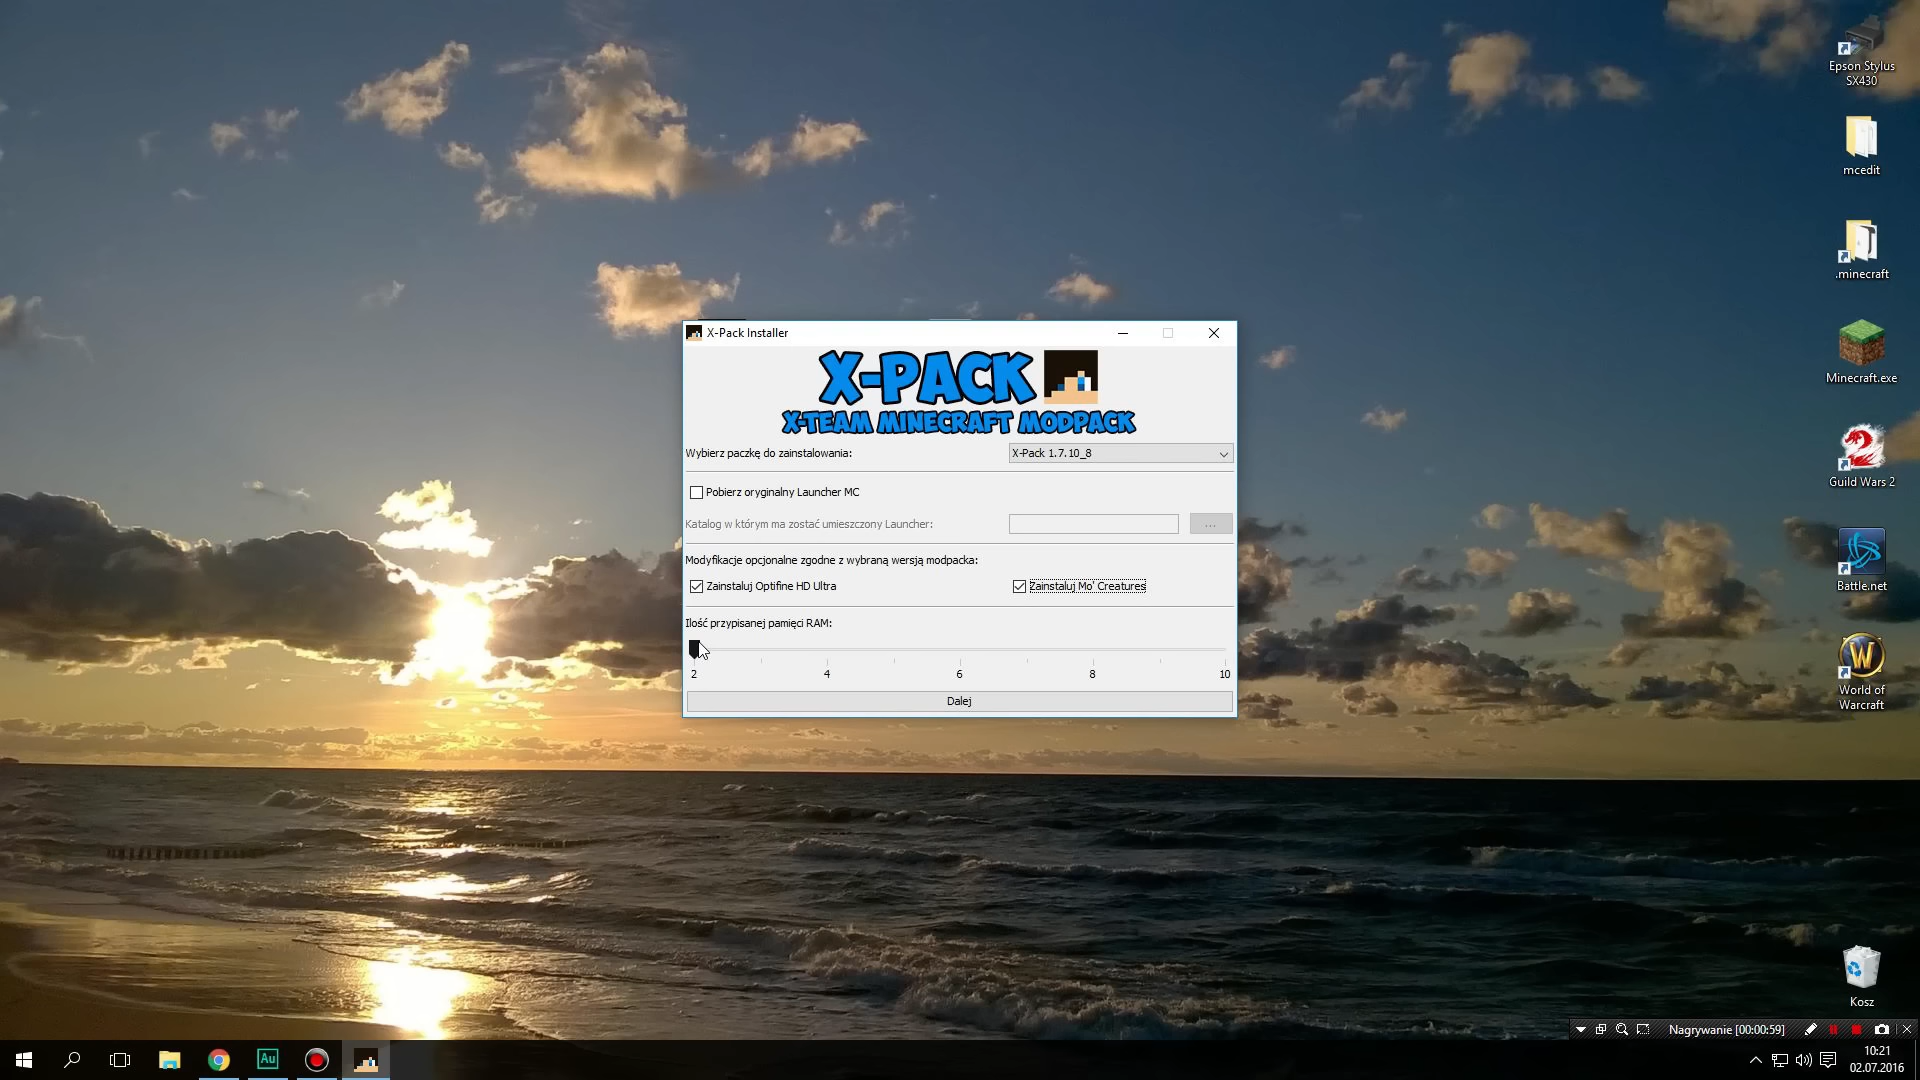 Epson Stylus
SX430
mcedit
.minecraft
Minecraft.exe
Guild Wars 2
Battle.net
World of
Warcraft
Kosz
X-Pack Installer
X-PACK
X-TEAM MINECRAFT MODPACK
Wybierz paczkę do zainstalowania:
X-Pack 1.7.10_8
Pobierz oryginalny Launcher MC
Katalog w którym ma zostać umieszczony Launcher:
...
Modyfikacje opcjonalne zgodne z wybraną wersją modpacka:
Zainstaluj Optifine HD Ultra
Zainstaluj Mo' Creatures
Ilość przypisanej pamięci RAM:
2 4 6 8 10
Dalej
Nagrywanie [00:00:59]
Au
10:21
02.07.2016